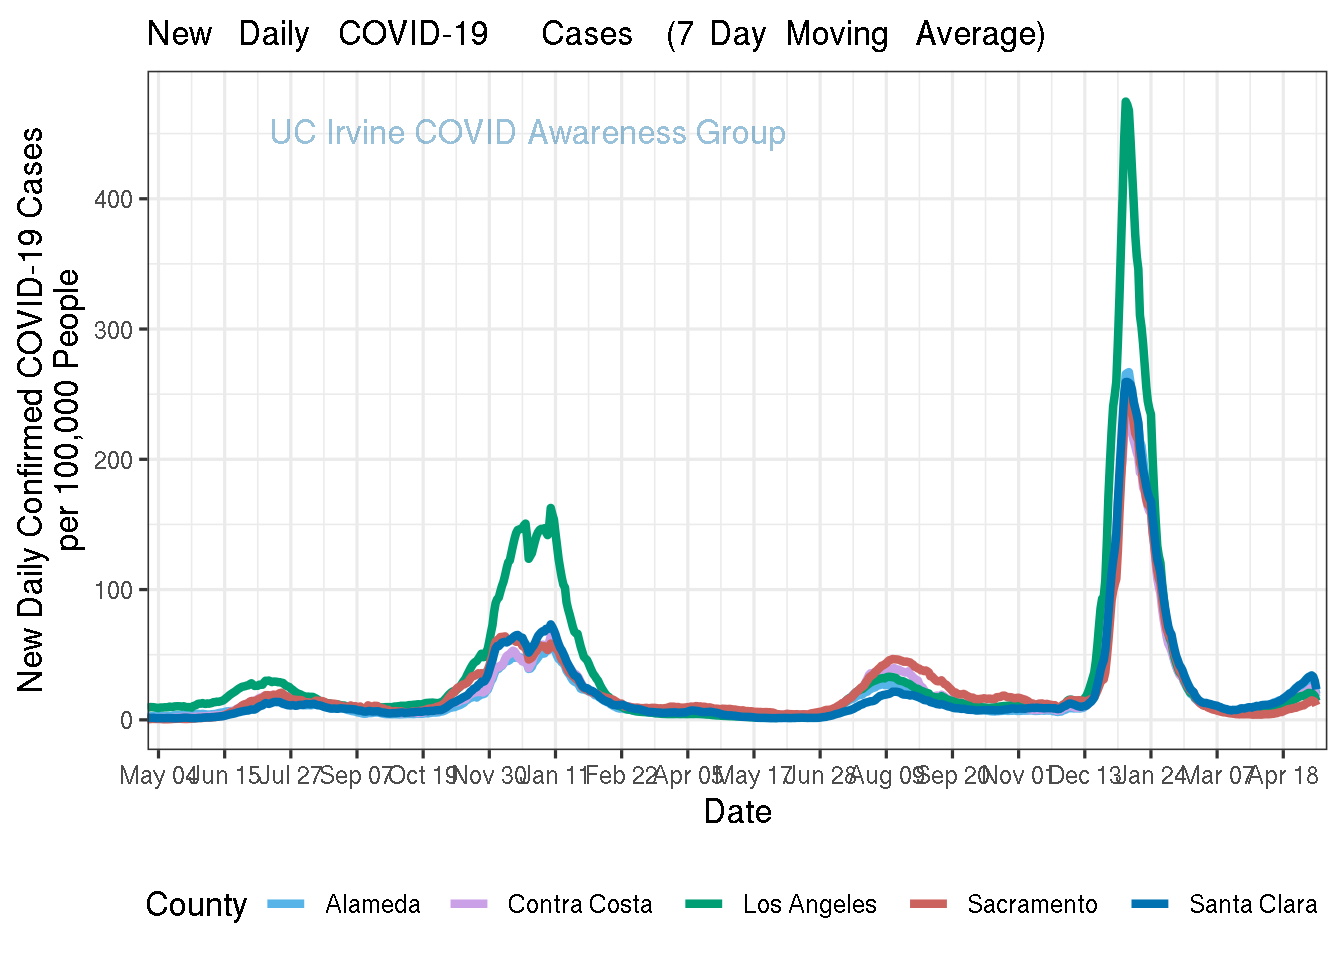 New Daily COVID-19 Cases (7 Day Moving Average)
UC Irvine COVID Awareness Group
New Daily Confirmed COVID-19 Cases
per 100,000 People
400
300
200
100
0
May 04 Jun 15 Jul 27 Sep 07 Oct 19 Nov 30 Jan 11 Feb 22 Apr 05 May 17 Jun 28 Aug 09 Sep 20 Nov 01 Dec 13 Jan 24 Mar 07 Apr 18
Date
County Alameda Contra Costa Los Angeles Sacramento Santa Clara